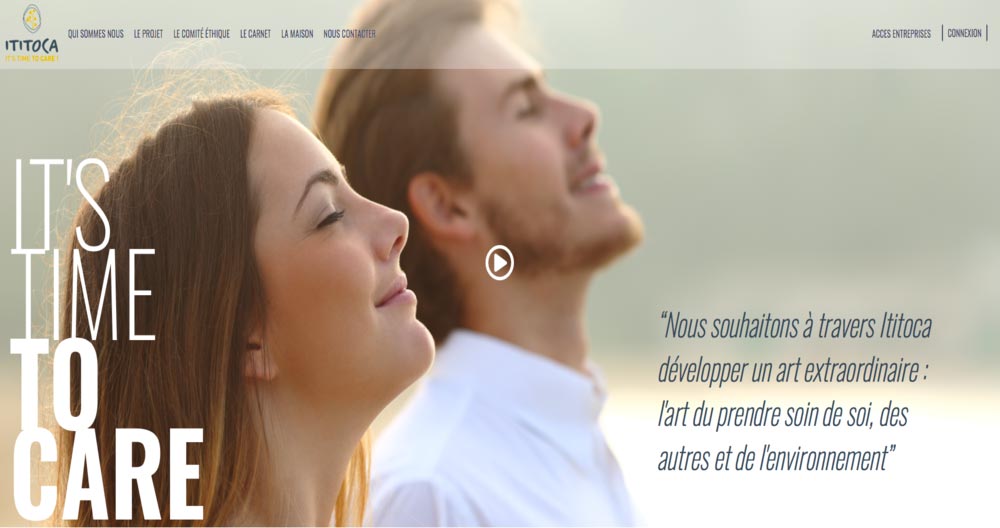 ITITOCA
IT'S TIME TO CARE !
QUI SOMMES NOUS LE PROJET LE COMITÉ ÉTHIQUE LE CARNET LA MAISON NOUS CONTACTER
ACCES ENTREPRISES | CONNEXION |
IT'S
TIME
TO
CARE
“Nous souhaitons à travers Ititoca
développer un art extraordinaire :
l'art du prendre soin de soi, des
autres et de l'environnement”